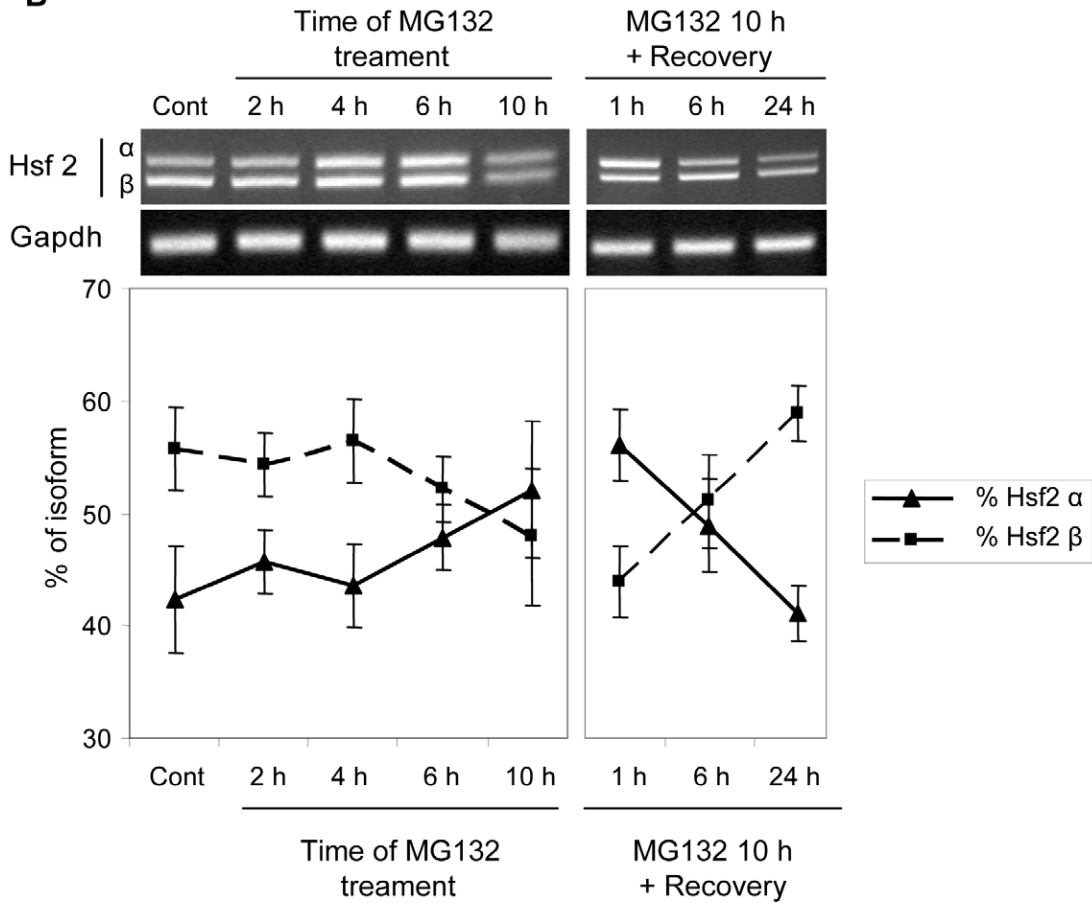 B
Time of MG132
treament
MG132 10 h
+ Recovery
Cont 2 h 4 h 6 h 10 h 1 h 6 h 24 h
Hsf 2 α
β
Gapdh
70
60
50
40
30
% of isoform
% Hsf2 α
% Hsf2 β
Cont 2 h 4 h 6 h 10 h 1 h 6 h 24 h
Time of MG132
treament
MG132 10 h
+ Recovery